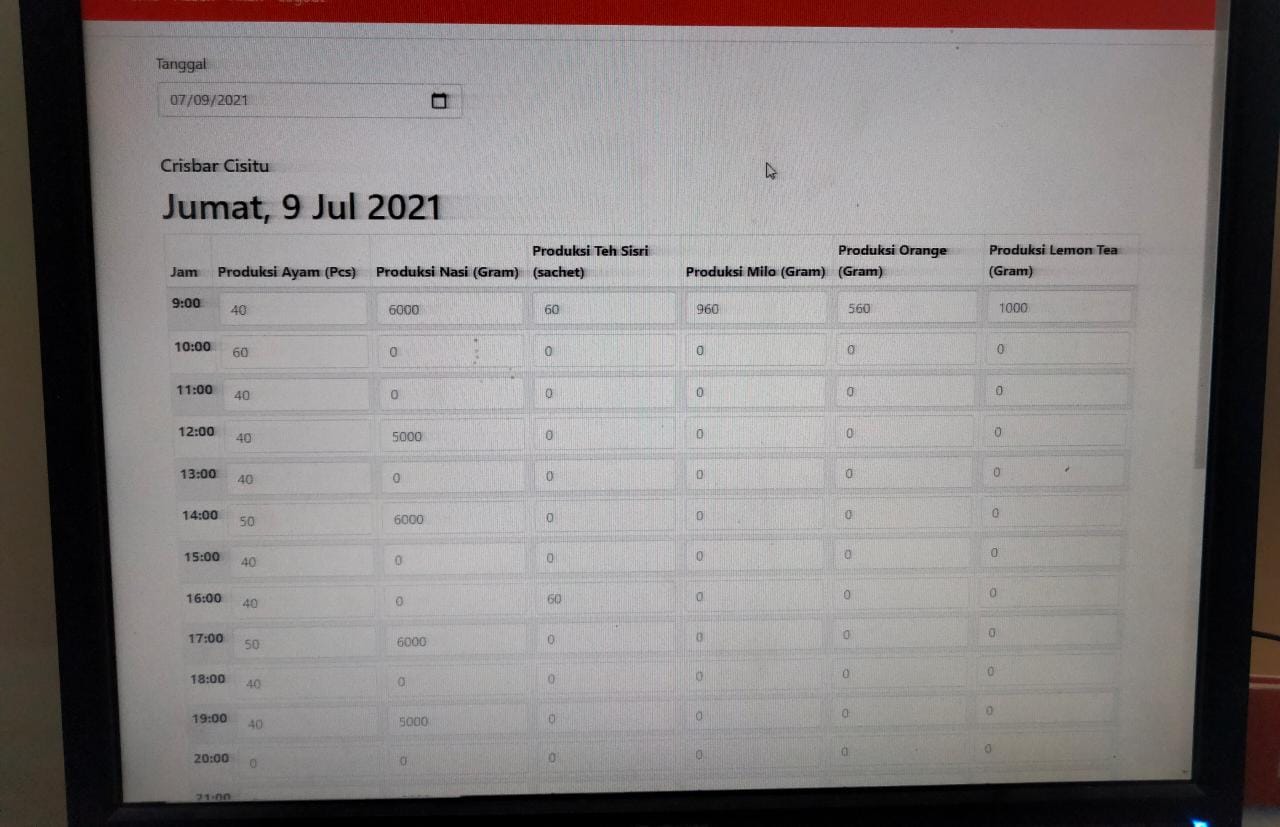 Tanggal
07/09/2021
Crisbar Cisitu
Jumat, 9 Jul 2021
Jam Produksi Ayam (Pcs) Produksi Nasi (Gram) Produksi Teh Sisri (sachet) Produksi Milo (Gram) Produksi Orange (Gram) Produksi Lemon Tea (Gram)
9:00 40 6000 60 960 560 1000
10:00 60 0 0 0 0 0
11:00 40 0 0 0 0 0
12:00 40 5000 0 0 0 0
13:00 40 0 0 0 0 0
14:00 50 6000 0 0 0 0
15:00 40 0 0 0 0 0
16:00 40 0 60 0 0 0
17:00 50 6000 0 0 0 0
18:00 40 0 0 0 0 0
19:00 40 5000 0 0 0 0
20:00 0 0 0 0 0 0
21:00